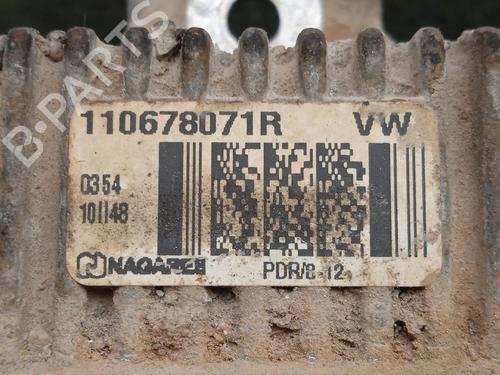 110678071R VW
0354
10||48
NAGARES PDR/8-12
B-PARTS